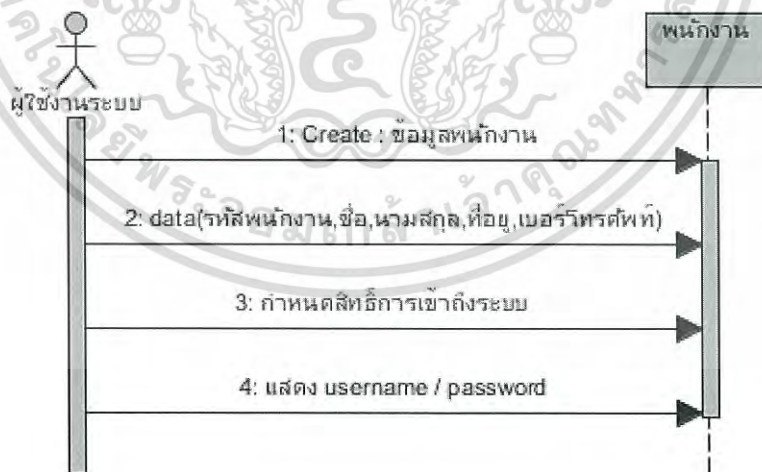 พนักงาน
ผู้ใช้งานระบบ
1: Create : ข้อมูลพนักงาน
2: data(รหัสพนักงาน,ชื่อ,นามสกุล,ที่อยู่,เบอร์โทรศัพท์)
3: กำหนดสิทธิ์การเข้าถึงระบบ
4: แสดง username / password